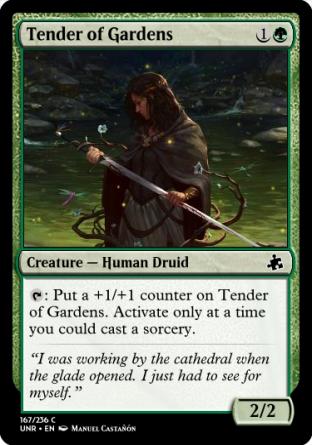 Tender of Gardens 1
Creature — Human Druid
: Put a +1/+1 counter on Tender
of Gardens. Activate only at a time
you could cast a sorcery.
“I was working by the cathedral when
the glade opened. I just had to see for
myself.”
2/2
167/236 C
UNR • EN Manuel Castañón